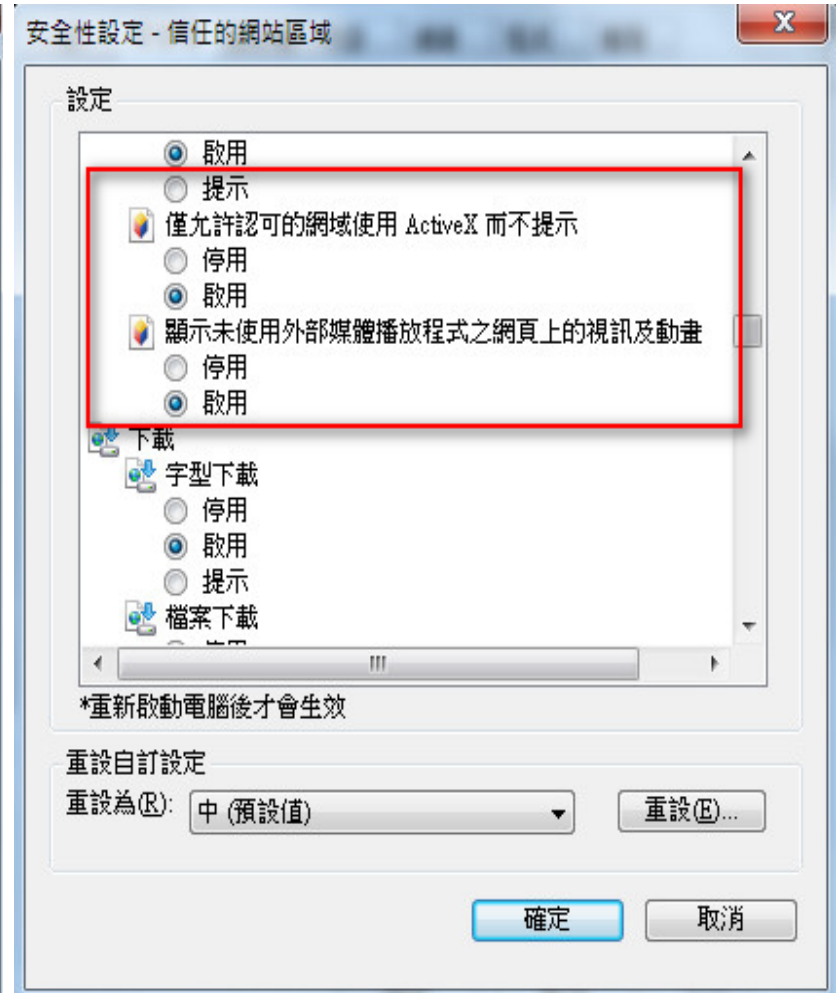 安全性設定 - 信任的網站區域
設定
啟用
提示
僅允許認可的網域使用 ActiveX 而不提示
停用
啟用
顯示未使用外部媒體播放程式之網頁上的視訊及動畫
停用
啟用
下載
字型下載
停用
啟用
提示
檔案下載
*重新啟動電腦後才會生效
重設自訂設定
重設為(R): 中 (預設值) 重設(E)...
確定 取消